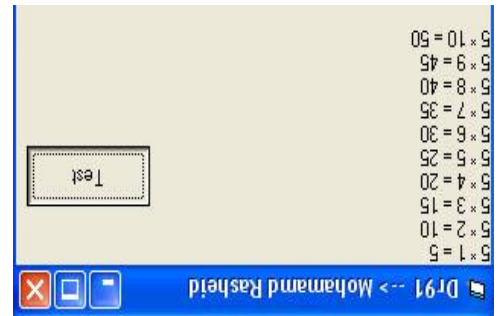 Dr91 --> Mohamamd Rasheid
5 * 1 = 5
5 * 2 = 10
5 * 3 = 15
5 * 4 = 20
5 * 5 = 25
5 * 6 = 30
5 * 7 = 35
5 * 8 = 40
5 * 9 = 45
5 * 10 = 50
Test